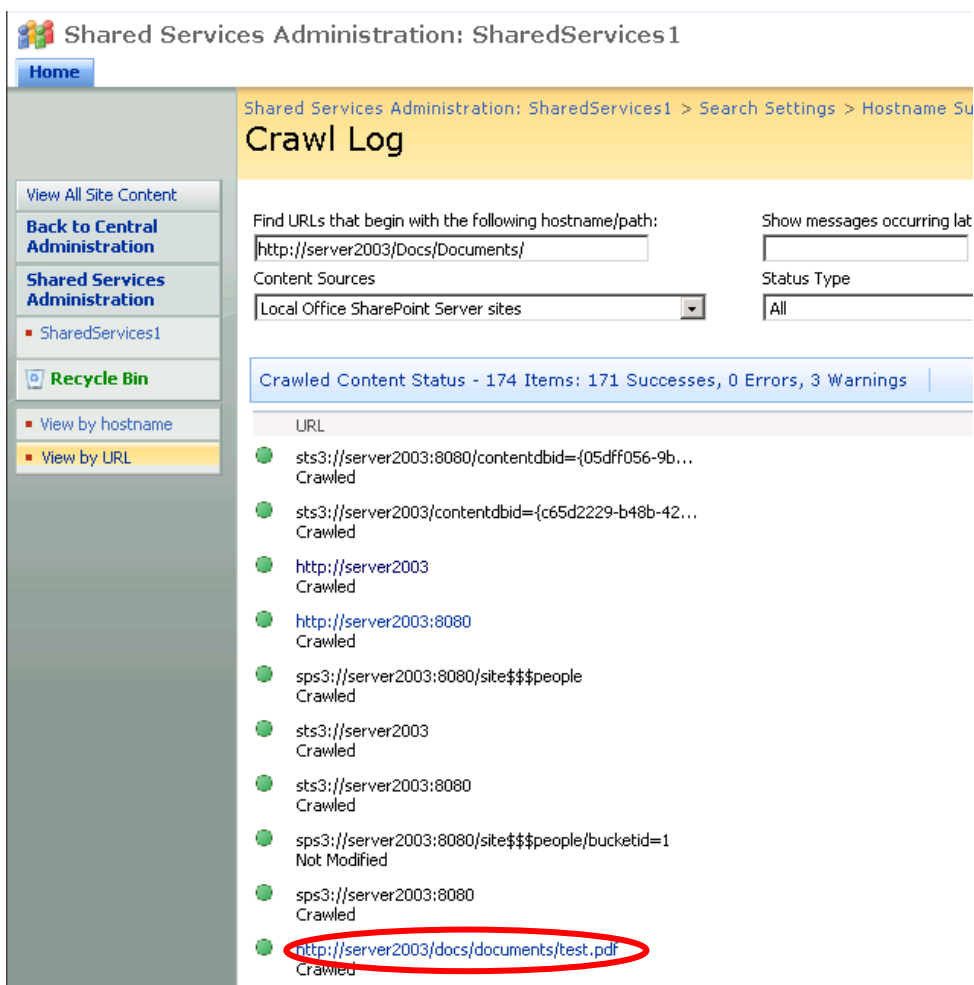 Shared Services Administration: SharedServices1
Home
Shared Services Administration: SharedServices1 > Search Settings > Hostname Su
Crawl Log
View All Site Content
Back to Central
Administration
Shared Services
Administration
SharedServices1
Recycle Bin
View by hostname
View by URL
Find URLs that begin with the following hostname/path:
http://server2003/Docs/Documents/
Show messages occurring lat
Content Sources
Local Office SharePoint Server sites
Status Type
All
Crawled Content Status - 174 Items: 171 Successes, 0 Errors, 3 Warnings
URL
sts3://server2003:8080/contentdbid={05dff056-9b...
Crawled
sts3://server2003/contentdbid={c65d2229-b48b-42...
Crawled
http://server2003
Crawled
http://server2003:8080
Crawled
sps3://server2003:8080/site$$$people
Crawled
sts3://server2003
Crawled
sts3://server2003:8080
Crawled
sps3://server2003:8080/site$$$people/bucketid=1
Not Modified
sps3://server2003:8080
Crawled
http://server2003/docs/documents/test.pdf
Crawled